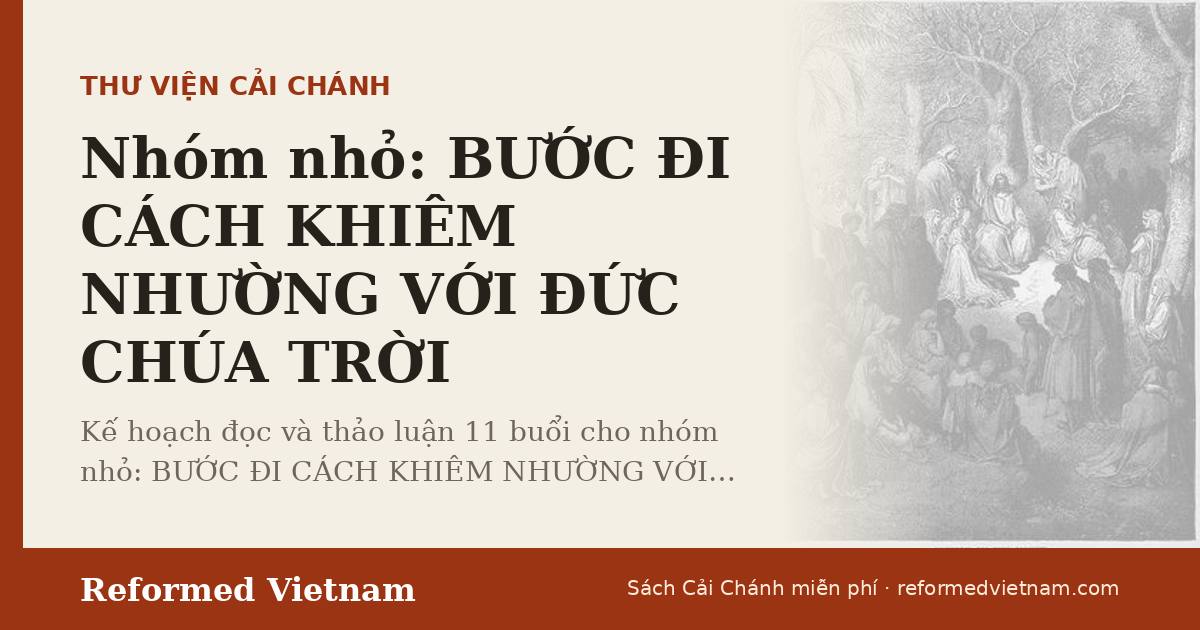 THƯ VIỆN CẢI CHÁNH
Nhóm nhỏ: BƯỚC ĐI
CÁCH KHIÊM
NHƯỜNG VỚI ĐỨC
CHÚA TRỜI
Kế hoạch đọc và thảo luận 11 buổi cho nhóm
nhỏ: BƯỚC ĐI CÁCH KHIÊM NHƯỜNG VỚI...
Reformed Vietnam
Sách Cải Chánh miễn phí · reformedvietnam.com